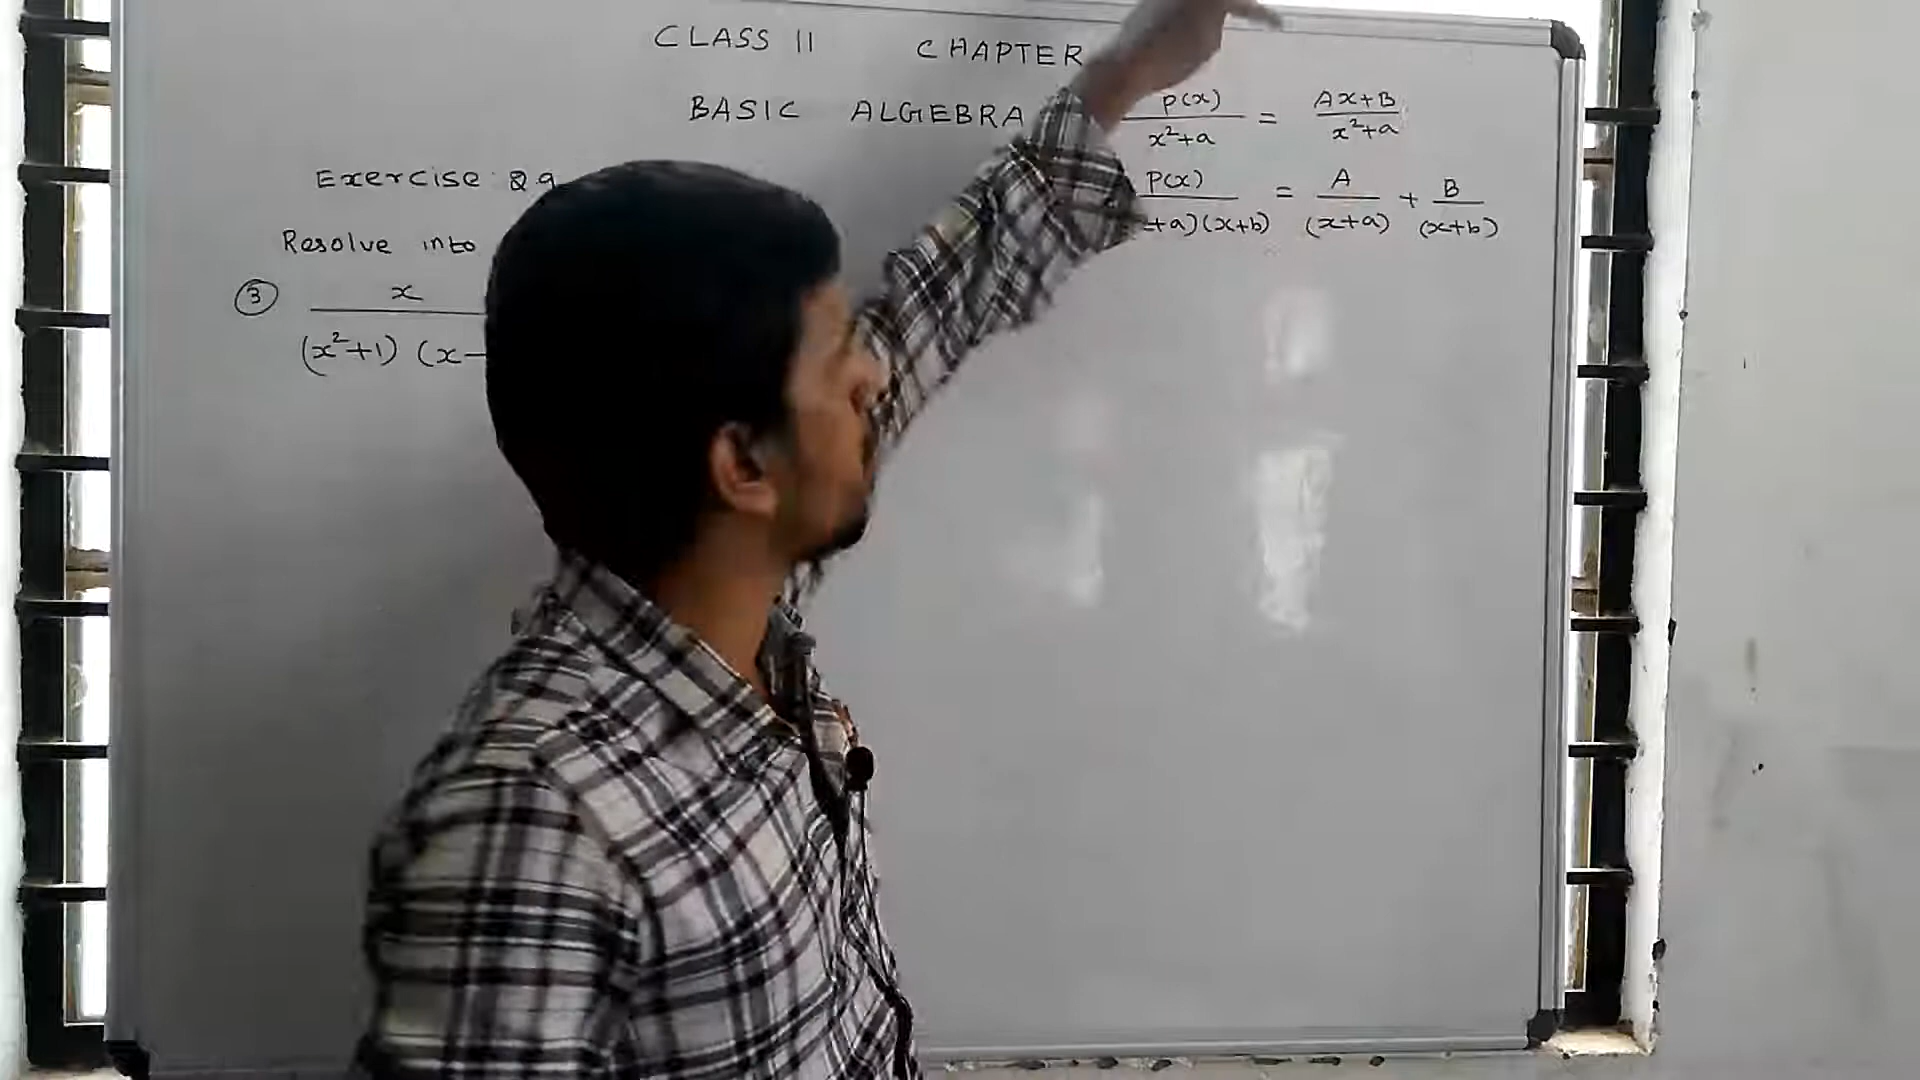 CLASS 11 CHAPTER
BASIC ALGEBRA
Exercise 2.9
Resolve into
③ x
(x²+1) (x-
P(x) / x²+a = Ax+B / x²+a
P(x) / +a)(x+b) = A / (x+a) + B / (x+b)